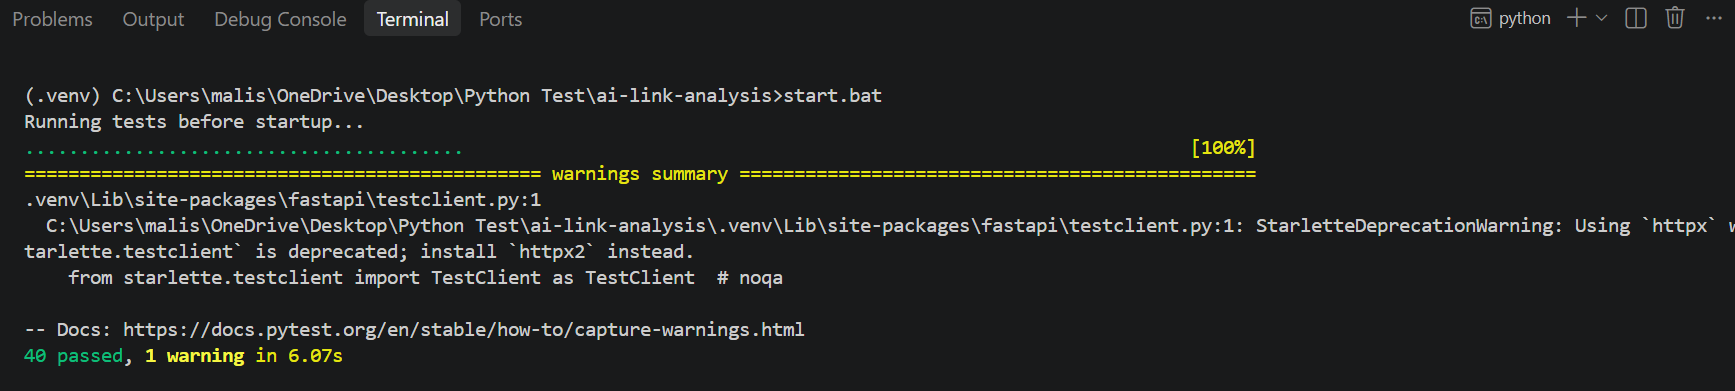 Problems Output Debug Console Terminal Ports python
(.venv) C:\Users\malis\OneDrive\Desktop\Python Test\ai-link-analysis>start.bat
Running tests before startup...
........................................ [100%]
=============================================== warnings summary ===============================================
.venv\Lib\site-packages\fastapi\testclient.py:1
  C:\Users\malis\OneDrive\Desktop\Python Test\ai-link-analysis\.venv\Lib\site-packages\fastapi\testclient.py:1: StarletteDeprecationWarning: Using `httpx` w
tarlette.testclient` is deprecated; install `httpx2` instead.
    from starlette.testclient import TestClient as TestClient  # noqa
-- Docs: https://docs.pytest.org/en/stable/how-to/capture-warnings.html
40 passed, 1 warning in 6.07s